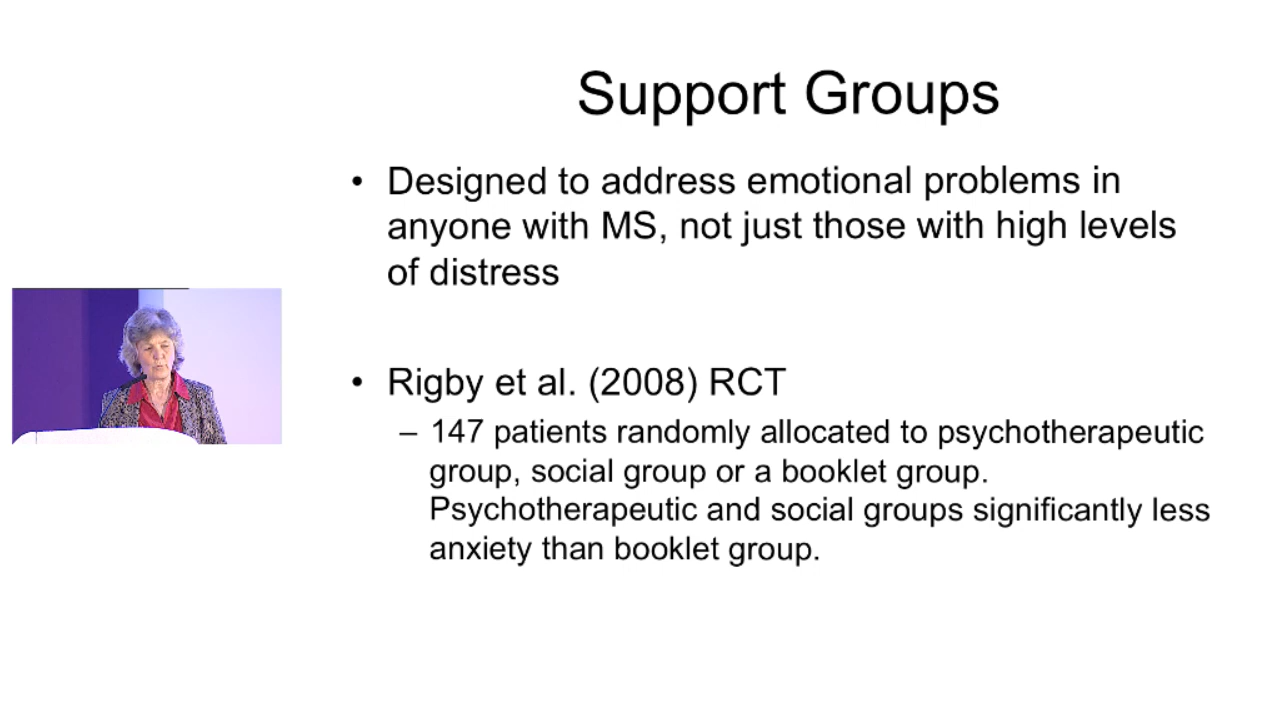 Support Groups
• Designed to address emotional problems in
anyone with MS, not just those with high levels
of distress
• Rigby et al. (2008) RCT
– 147 patients randomly allocated to psychotherapeutic
group, social group or a booklet group.
Psychotherapeutic and social groups significantly less
anxiety than booklet group.